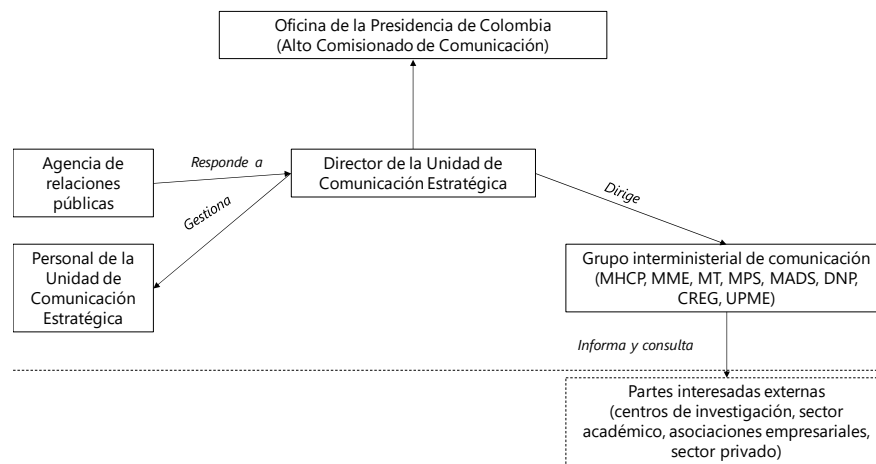 Oficina de la Presidencia de Colombia
(Alto Comisionado de Comunicación)
Agencia de
relaciones
públicas
Responde a
Director de la Unidad de
Comunicación Estratégica
Gestiona
Dirige
Personal de la
Unidad de
Comunicación
Estratégica
Grupo interministerial de comunicación
(MHCP, MME, MT, MPS, MADS, DNP,
CREG, UPME)
Informa y consulta
Partes interesadas externas
(centros de investigación, sector
académico, asociaciones empresariales,
sector privado)